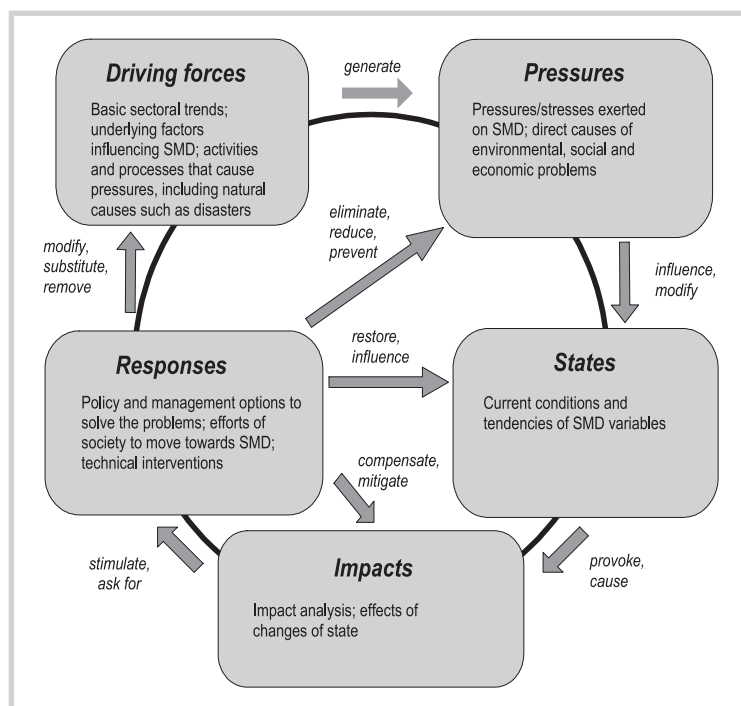 Driving forces
Basic sectoral trends;
underlying factors
influencing SMD; activities
and processes that cause
pressures, including natural
causes such as disasters
generate
Pressures
Pressures/stresses exerted
on SMD; direct causes of
environmental, social and
economic problems
modify,
substitute,
remove
eliminate,
reduce,
prevent
influence,
modify
Responses
Policy and management options to
solve the problems; efforts of
society to move towards SMD;
technical interventions
restore,
influence
States
Current conditions and
tendencies of SMD variables
compensate,
mitigate
stimulate,
ask for
Impacts
Impact analysis; effects of
changes of state
provoke,
cause